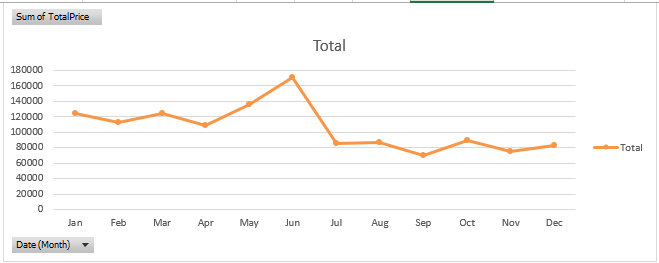 Sum of TotalPrice
Total
180000
160000
140000
120000
100000
80000
60000
40000
20000
0
Jan Feb Mar Apr May Jun Jul Aug Sep Oct Nov Dec
Total
Date (Month)